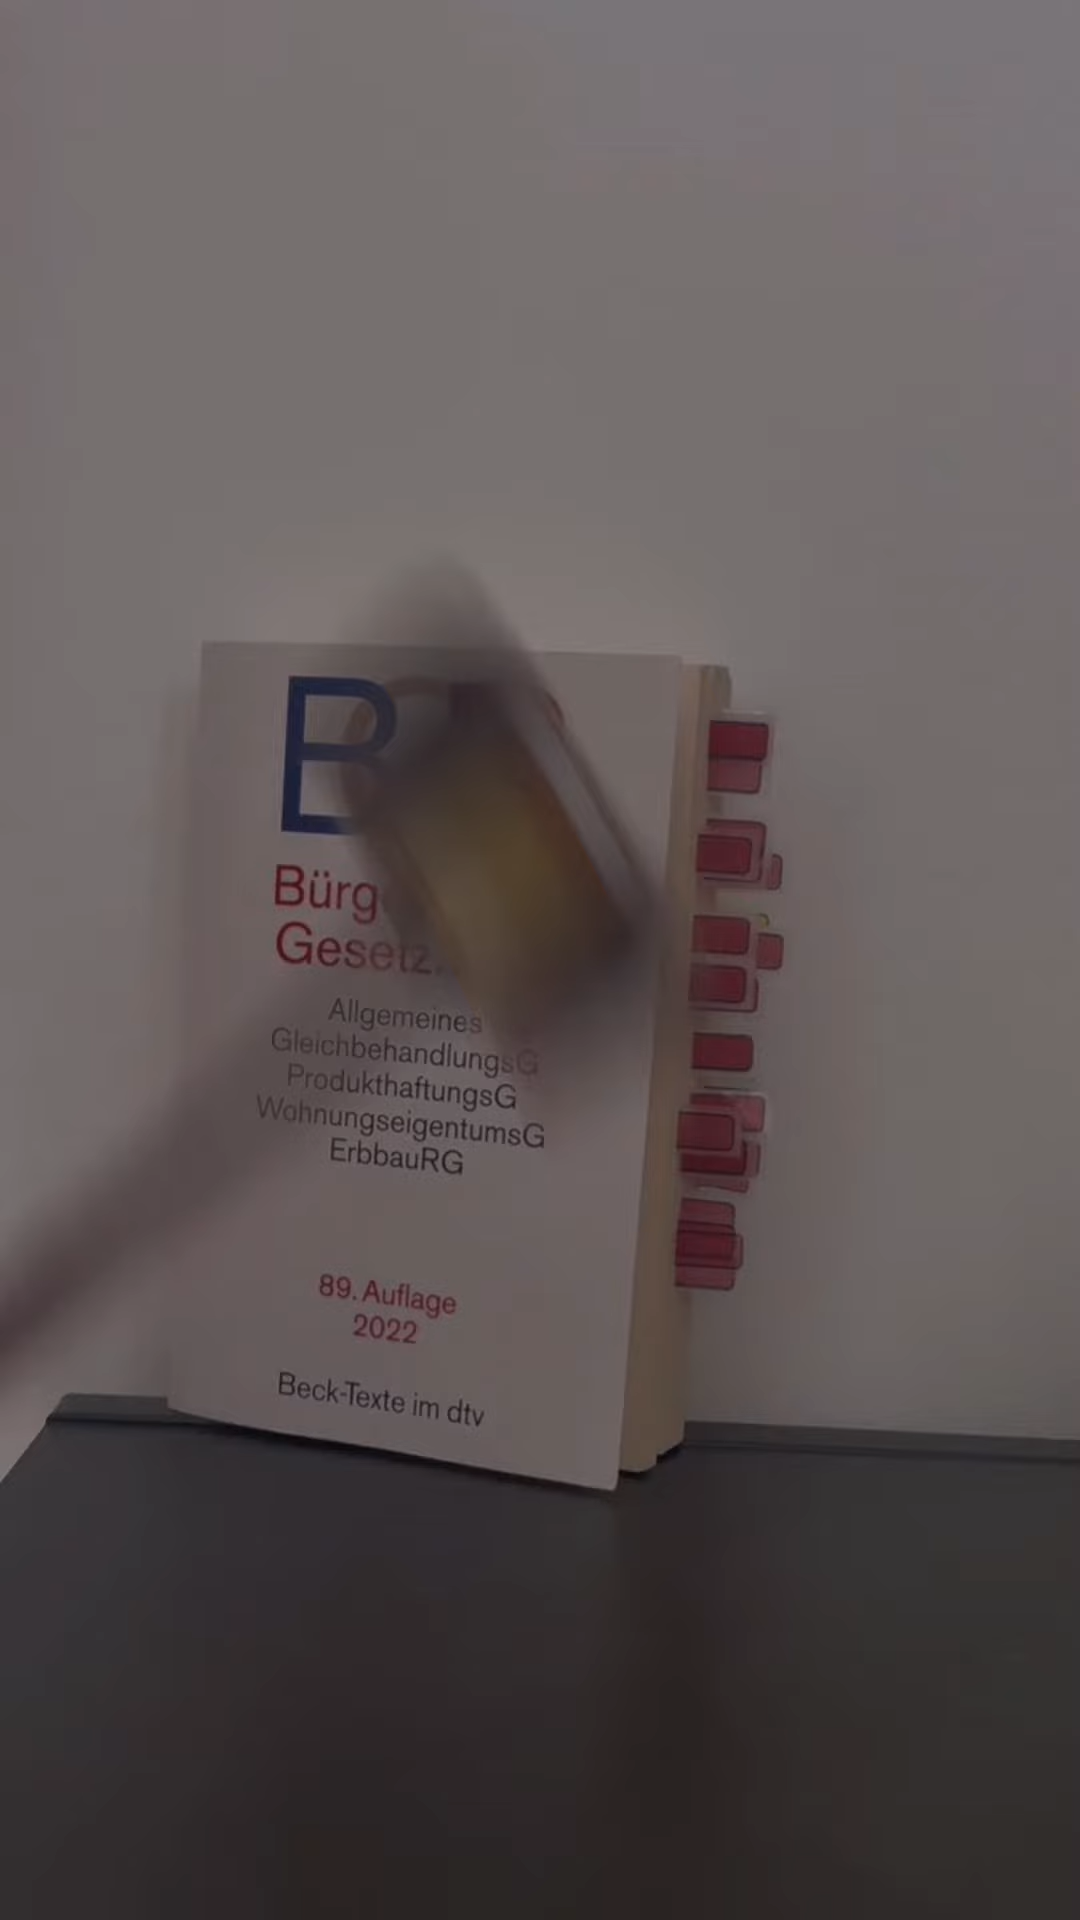 B
Bürg
Gesetz
Allgemeines
GleichbehandlungsG
ProdukthaftungsG
WohnungseigentumsG
ErbbauRG
89. Auflage
2022
Beck-Texte im dtv